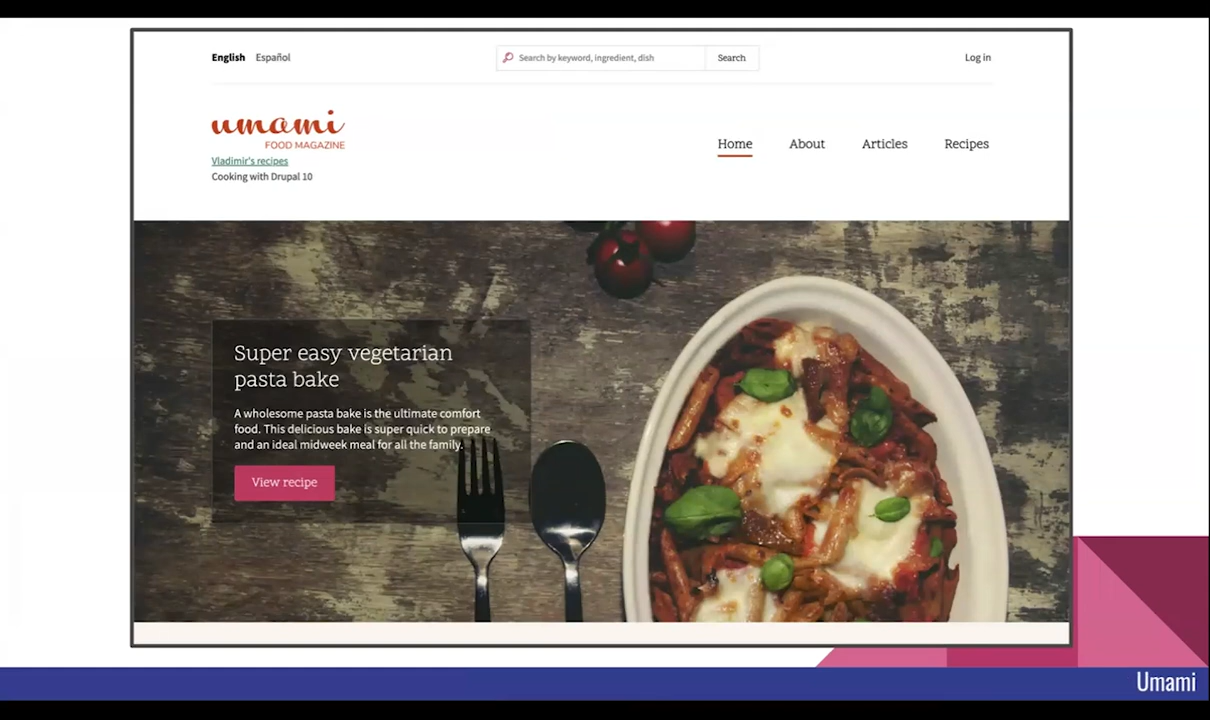 English Español
Search by keyword, ingredient, dish
Search
Log in
umami
FOOD MAGAZINE
Vladimir's recipes
Cooking with Drupal 10
Home About Articles Recipes
Super easy vegetarian
pasta bake
A wholesome pasta bake is the ultimate comfort
food. This delicious bake is super quick to prepare
and an ideal midweek meal for all the family.
View recipe
Umami